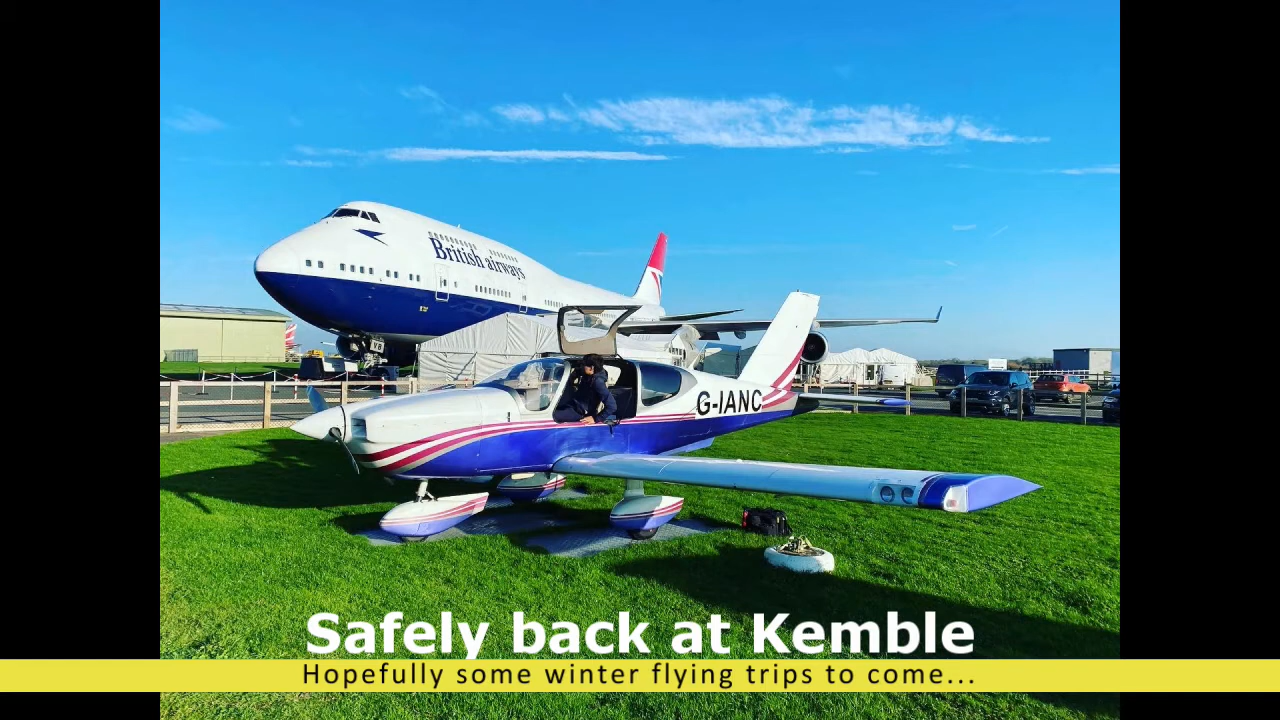 British airways
G-IANC
Safely back at Kemble
Hopefully some winter flying trips to come...